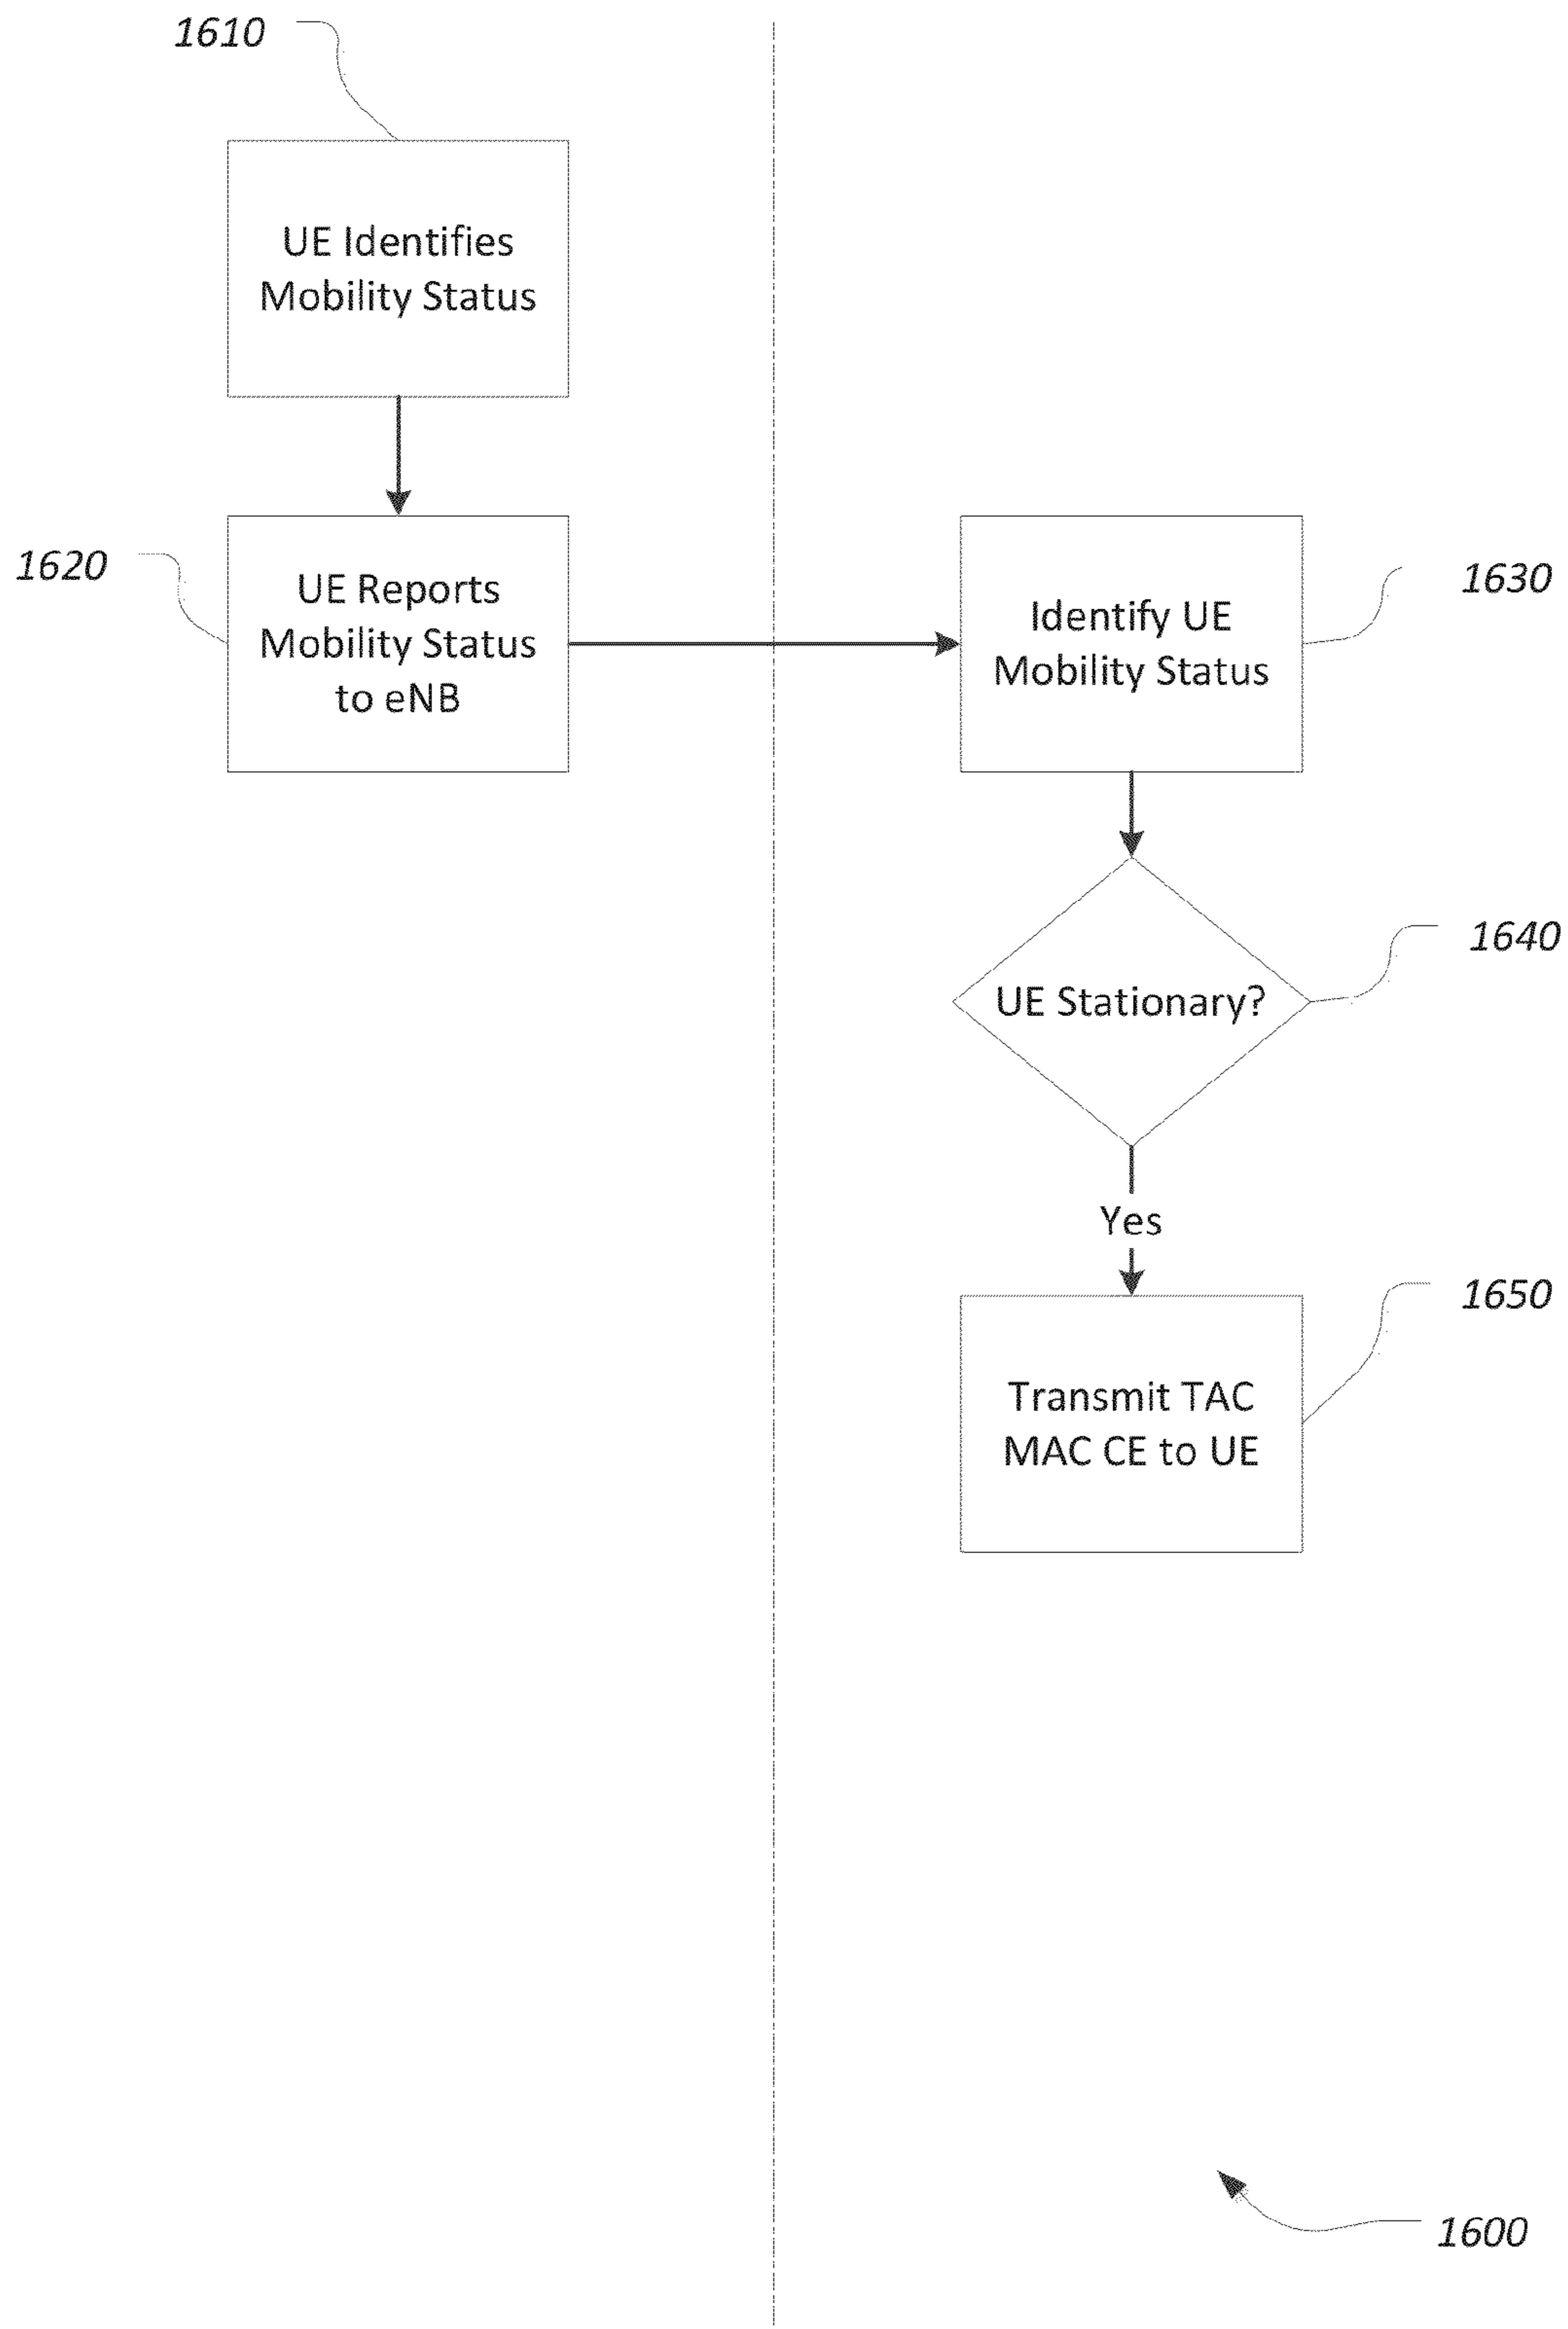 1610
UE Identifies
Mobility Status
1620
UE Reports
Mobility Status
to eNB
Identify UE
Mobility Status
1630
UE Stationary?
1640
Yes
Transmit TAC
MAC CE to UE
1650
1600